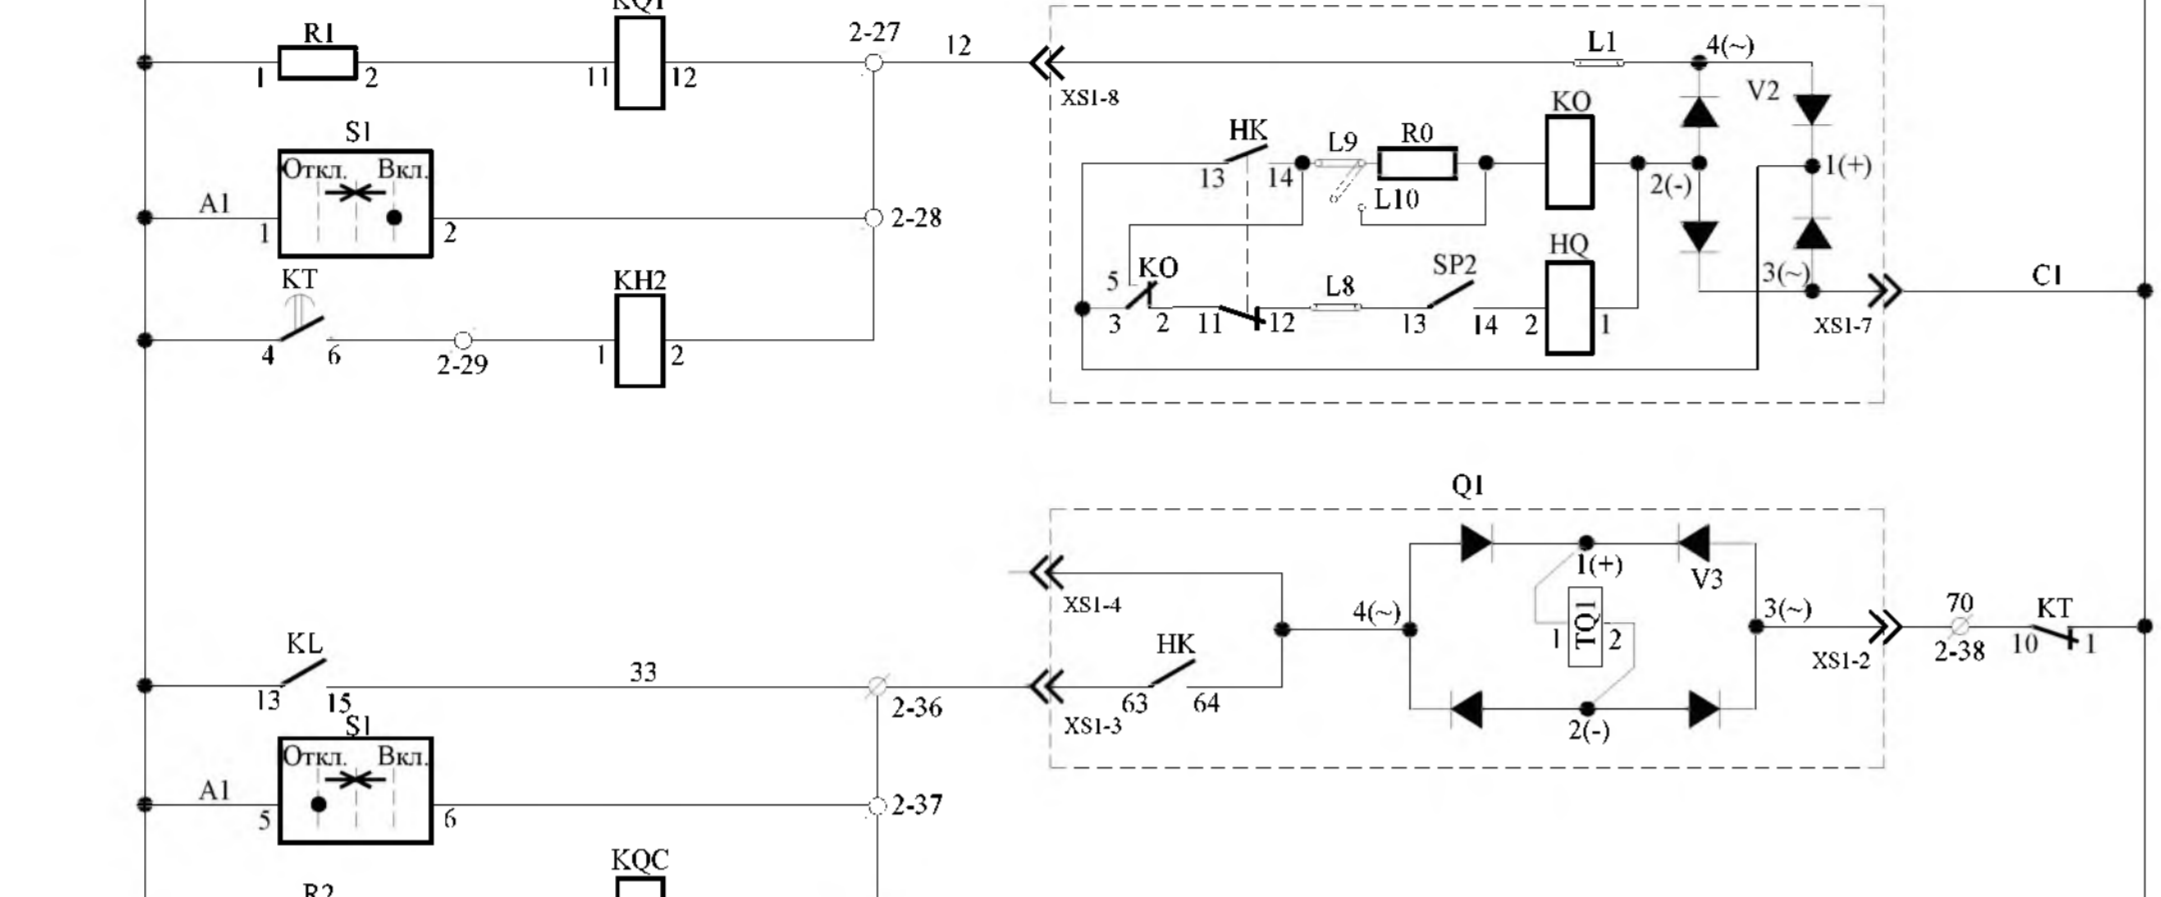 KQT
R1
1
2
11
12
2-27
12
XS1-8
L1
4(~)
V2
S1
Откл.
Вкл.
A1
1
2
2-28
HK
13
14
L9
L10
R0
KO
2(-)
1(+)
KT
4
6
2-29
KH2
1
2
5
KO
3
2
11
12
L8
SP2
13
14
HQ
2
1
3(~)
XS1-7
C1
Q1
XS1-4
4(~)
1(+)
V3
1
TQ1
2
2(-)
3(~)
XS1-2
70
2-38
KT
10
1
KL
13
15
33
2-36
XS1-3
HK
63
64
S1
Откл.
Вкл.
A1
5
6
2-37
KQC
R2